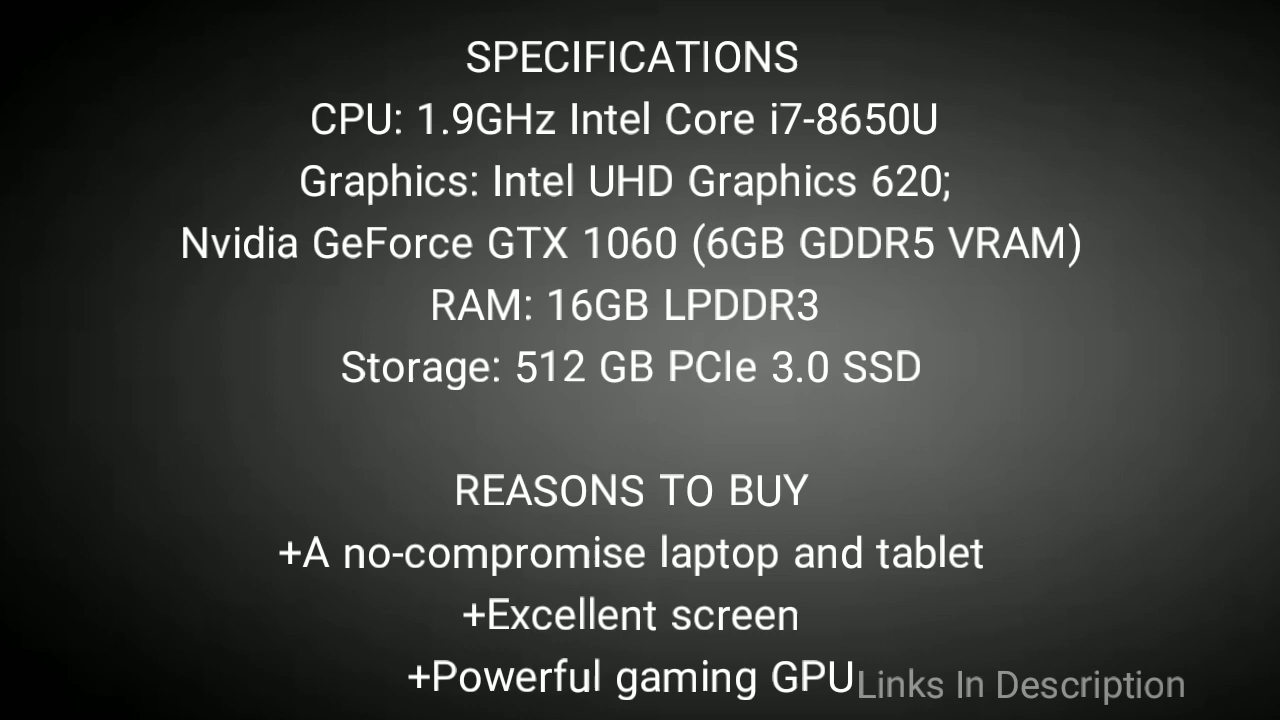 SPECIFICATIONS
CPU: 1.9GHz Intel Core i7-8650U
Graphics: Intel UHD Graphics 620;
Nvidia GeForce GTX 1060 (6GB GDDR5 VRAM)
RAM: 16GB LPDDR3
Storage: 512 GB PCIe 3.0 SSD
REASONS TO BUY
+A no-compromise laptop and tablet
+Excellent screen
+Powerful gaming GPU
Links In Description